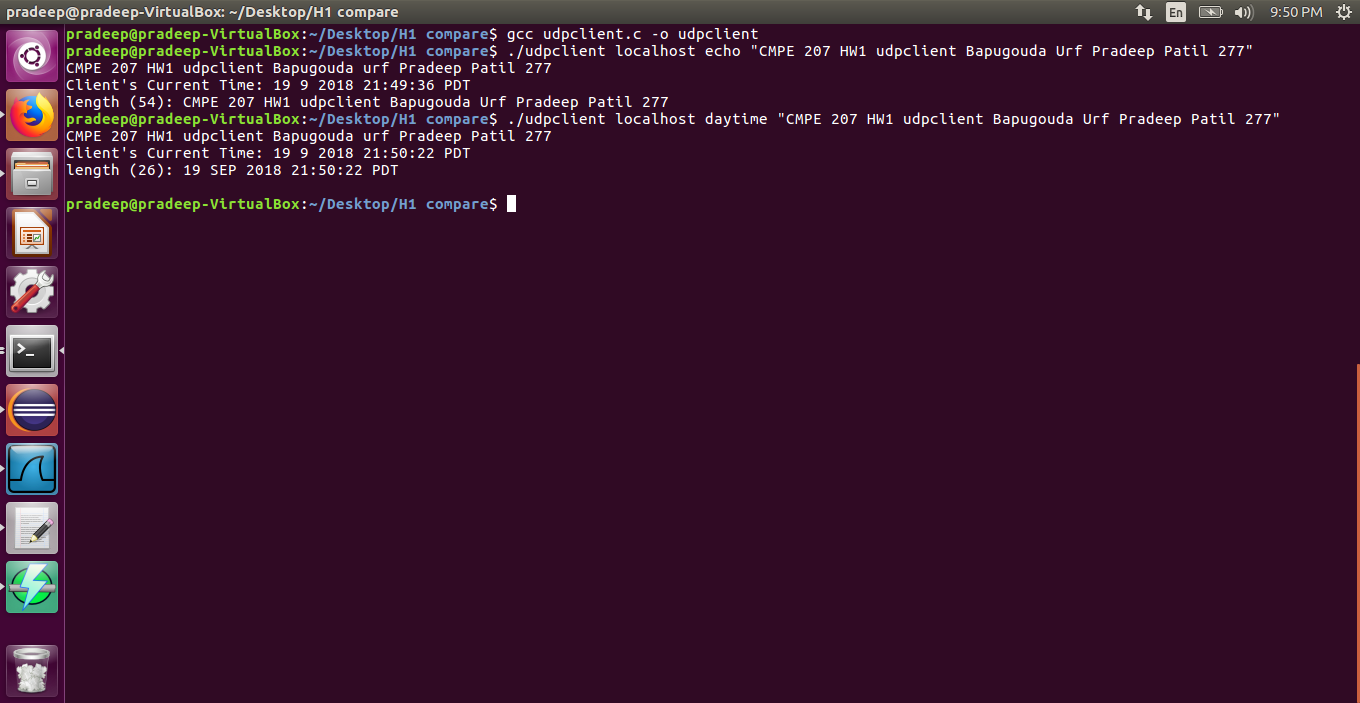 pradeep@pradeep-VirtualBox: ~/Desktop/H1 compare
En
9:50 PM
pradeep@pradeep-VirtualBox:~/Desktop/H1 compare$ gcc udpclient.c -o udpclient
pradeep@pradeep-VirtualBox:~/Desktop/H1 compare$ ./udpclient localhost echo "CMPE 207 HW1 udpclient Bapugouda Urf Pradeep Patil 277"
CMPE 207 HW1 udpclient Bapugouda urf Pradeep Patil 277
Client's Current Time: 19 9 2018 21:49:36 PDT
length (54): CMPE 207 HW1 udpclient Bapugouda Urf Pradeep Patil 277
pradeep@pradeep-VirtualBox:~/Desktop/H1 compare$ ./udpclient localhost daytime "CMPE 207 HW1 udpclient Bapugouda Urf Pradeep Patil 277"
CMPE 207 HW1 udpclient Bapugouda urf Pradeep Patil 277
Client's Current Time: 19 9 2018 21:50:22 PDT
length (26): 19 SEP 2018 21:50:22 PDT
pradeep@pradeep-VirtualBox:~/Desktop/H1 compare$